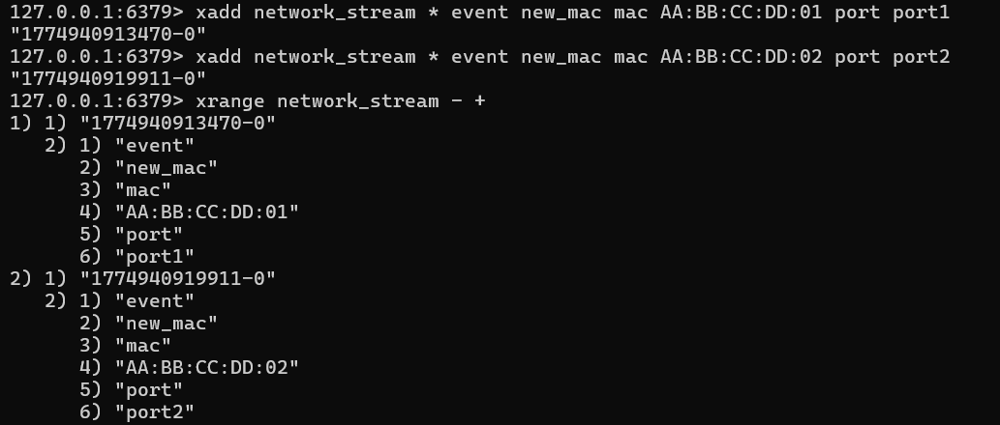 127.0.0.1:6379> xadd network_stream * event new_mac mac AA:BB:CC:DD:01 port port1
"1774940913470-0"
127.0.0.1:6379> xadd network_stream * event new_mac mac AA:BB:CC:DD:02 port port2
"1774940919911-0"
127.0.0.1:6379> xrange network_stream - +
1) 1) "1774940913470-0"
   2) 1) "event"
      2) "new_mac"
      3) "mac"
      4) "AA:BB:CC:DD:01"
      5) "port"
      6) "port1"
2) 1) "1774940919911-0"
   2) 1) "event"
      2) "new_mac"
      3) "mac"
      4) "AA:BB:CC:DD:02"
      5) "port"
      6) "port2"